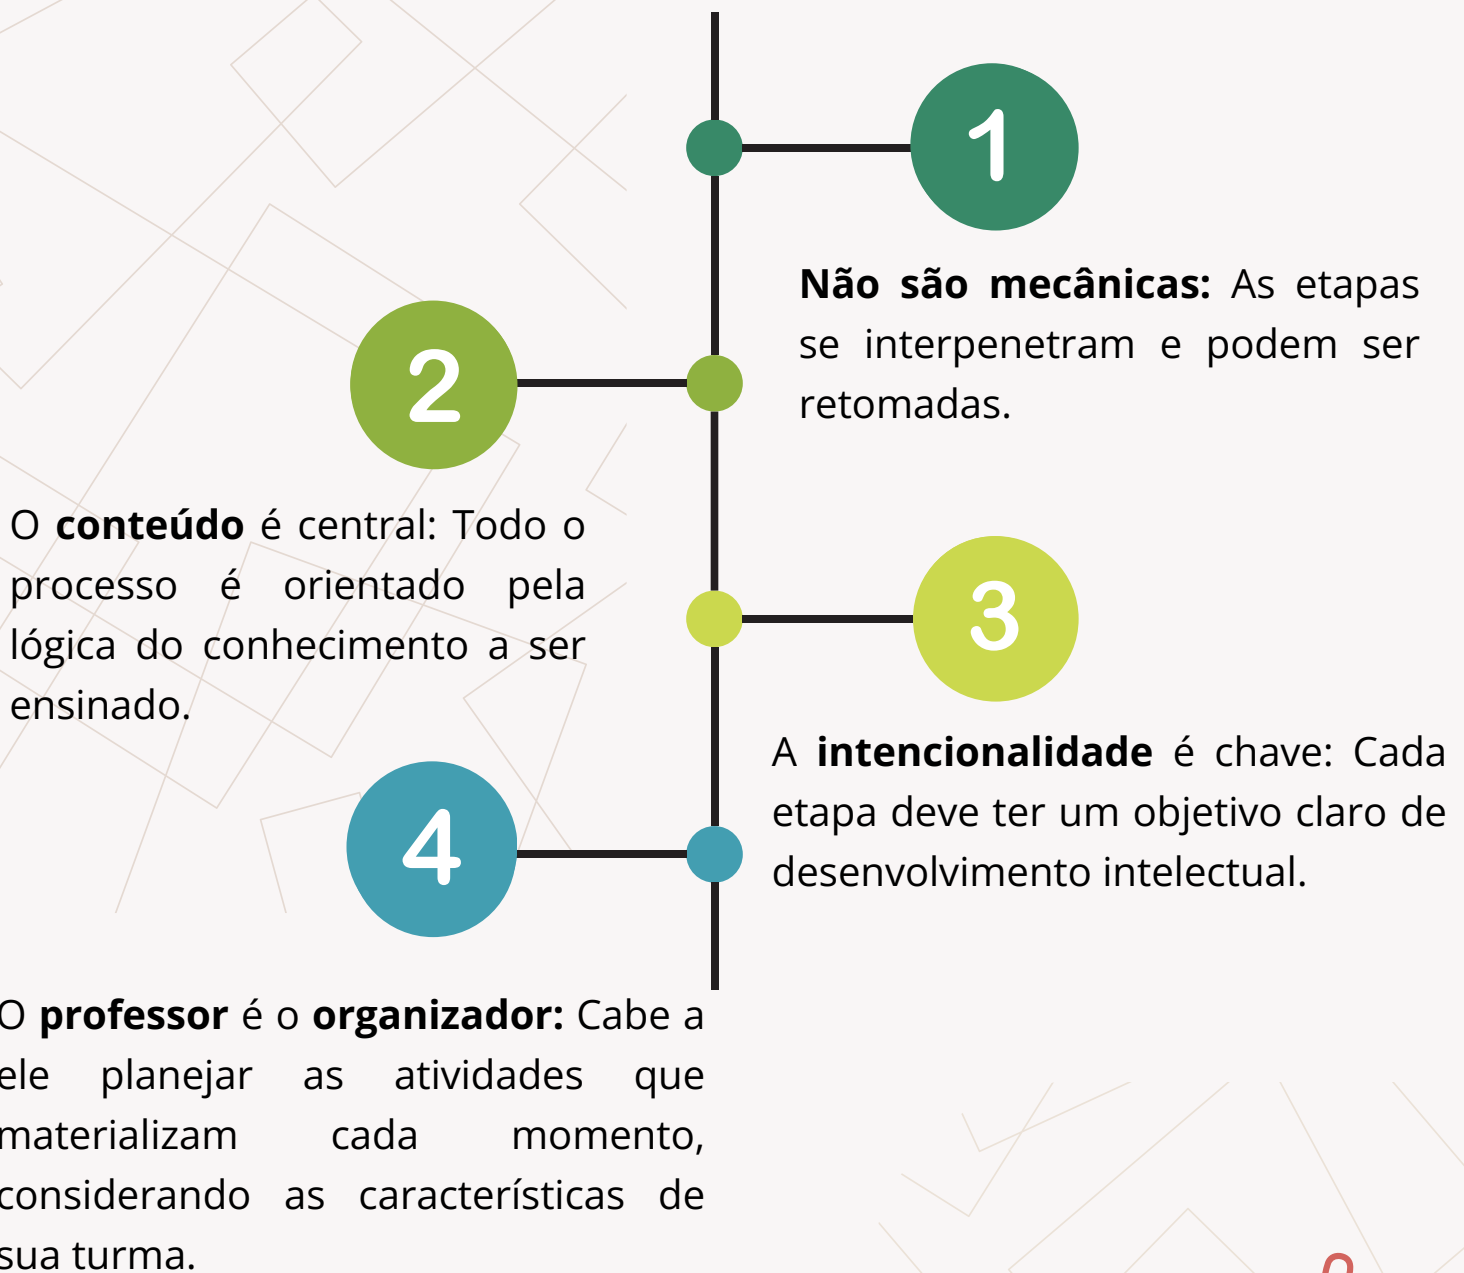 1
Não são mecânicas: As etapas
se interpenetram e podem ser
retomadas.
2
O conteúdo é central: Todo o
processo é orientado pela
lógica do conhecimento a ser
ensinado.
3
A intencionalidade é chave: Cada
etapa deve ter um objetivo claro de
desenvolvimento intelectual.
4
O professor é o organizador: Cabe a
ele planejar as atividades que
materializam cada momento,
considerando as características de
sua turma.